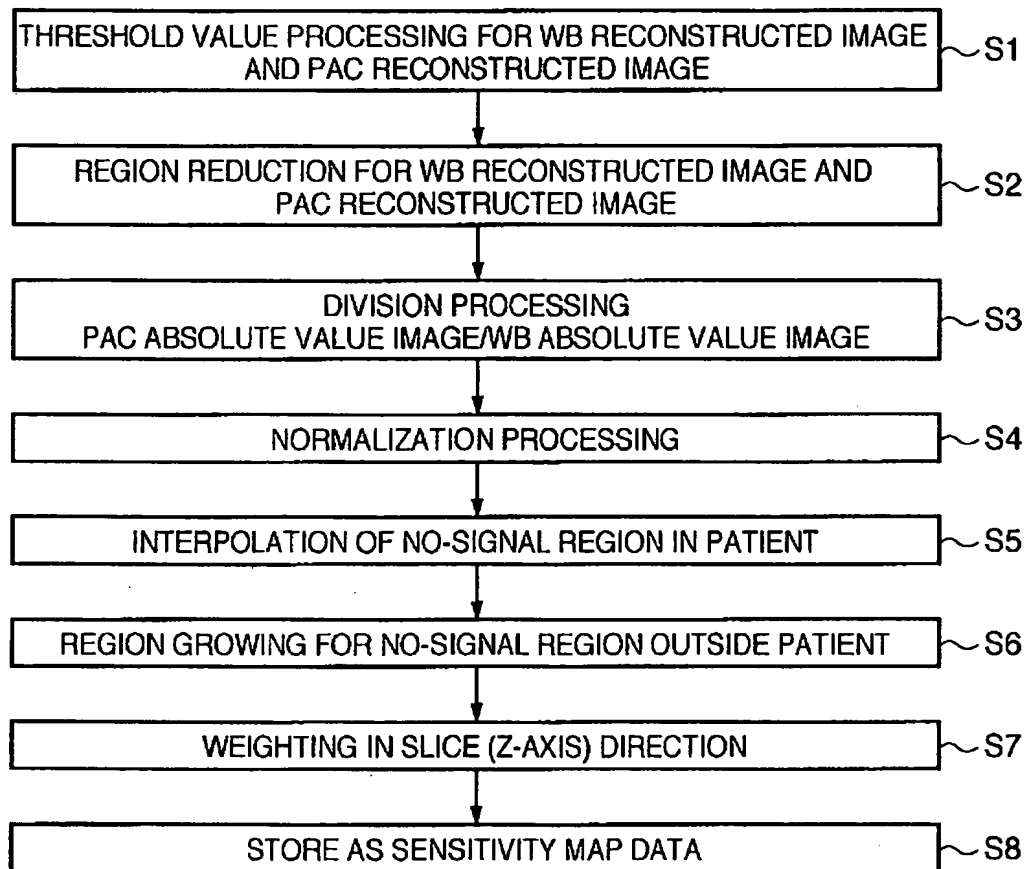 THRESHOLD VALUE PROCESSING FOR WB RECONSTRUCTED IMAGE
AND PAC RECONSTRUCTED IMAGE
S1
REGION REDUCTION FOR WB RECONSTRUCTED IMAGE AND
PAC RECONSTRUCTED IMAGE
S2
DIVISION PROCESSING
PAC ABSOLUTE VALUE IMAGE/WB ABSOLUTE VALUE IMAGE
S3
NORMALIZATION PROCESSING
S4
INTERPOLATION OF NO-SIGNAL REGION IN PATIENT
S5
REGION GROWING FOR NO-SIGNAL REGION OUTSIDE PATIENT
S6
WEIGHTING IN SLICE (Z-AXIS) DIRECTION
S7
STORE AS SENSITIVITY MAP DATA
S8